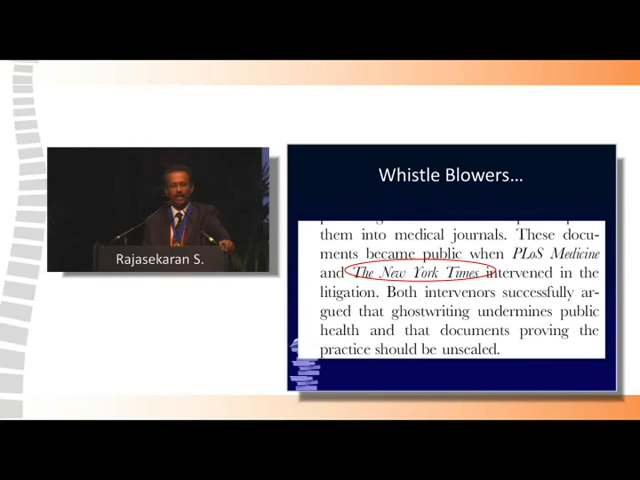 Whistle Blowers...
them into medical journals. These docu-
ments became public when PLoS Medicine
and The New York Times intervened in the
litigation. Both intervenors successfully ar-
gued that ghostwriting undermines public
health and that documents proving the
practice should be unsealed.
Rajasekaran S.